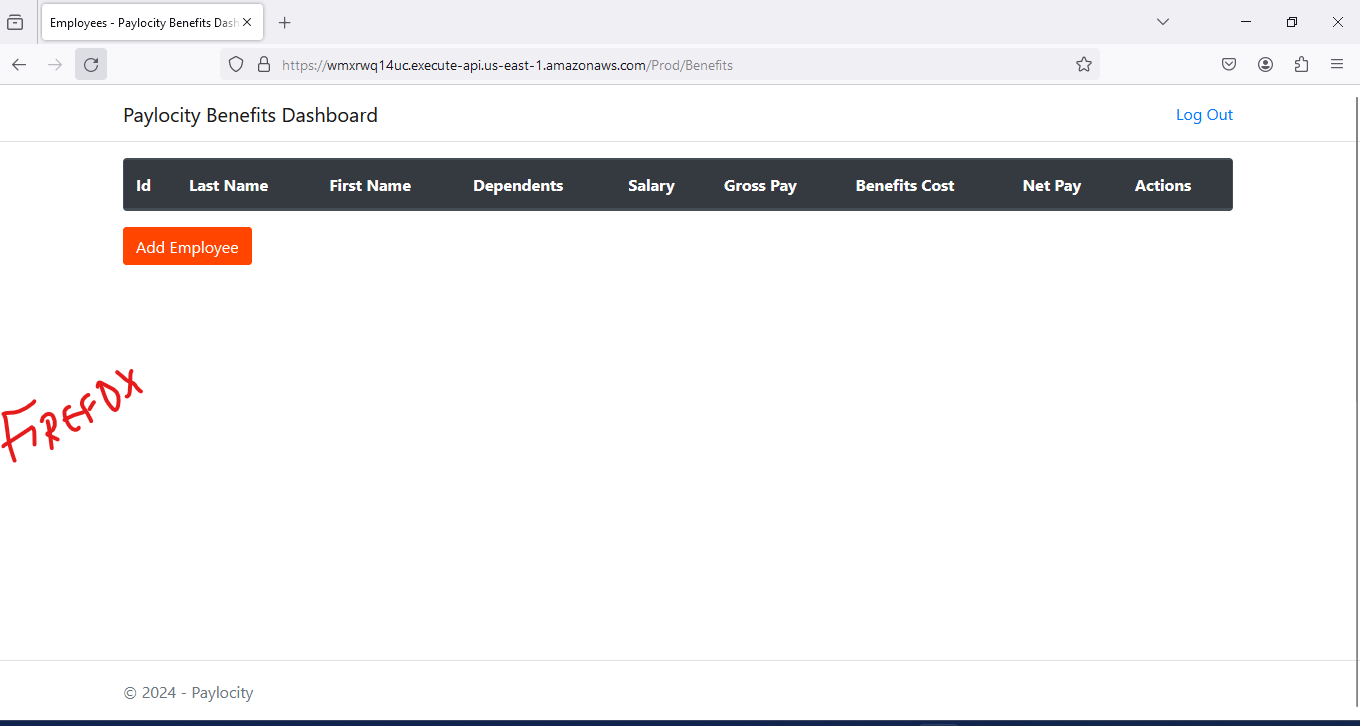 Employees - Paylocity Benefits Dash
https://wmxrwq14uc.execute-api.us-east-1.amazonaws.com/Prod/Benefits
Paylocity Benefits Dashboard Log Out
Id Last Name First Name Dependents Salary Gross Pay Benefits Cost Net Pay Actions
Add Employee
FIREFOX
© 2024 - Paylocity